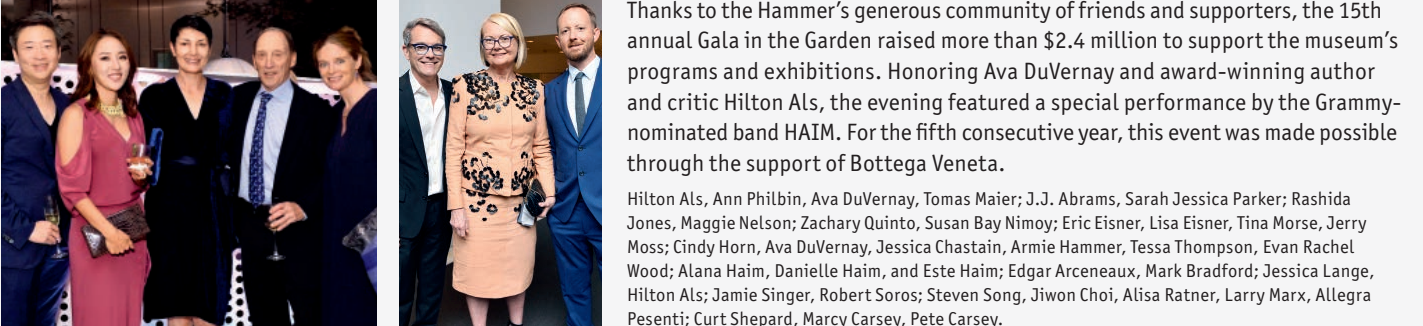 Thanks to the Hammer’s generous community of friends and supporters, the 15th
annual Gala in the Garden raised more than $2.4 million to support the museum’s
programs and exhibitions. Honoring Ava DuVernay and award-winning author
and critic Hilton Als, the evening featured a special performance by the Grammy-
nominated band HAIM. For the fifth consecutive year, this event was made possible
through the support of Bottega Veneta.
Hilton Als, Ann Philbin, Ava DuVernay, Tomas Maier; J.J. Abrams, Sarah Jessica Parker; Rashida
Jones, Maggie Nelson; Zachary Quinto, Susan Bay Nimoy; Eric Eisner, Lisa Eisner, Tina Morse, Jerry
Moss; Cindy Horn, Ava DuVernay, Jessica Chastain, Armie Hammer, Tessa Thompson, Evan Rachel
Wood; Alana Haim, Danielle Haim, and Este Haim; Edgar Arceneaux, Mark Bradford; Jessica Lange,
Hilton Als; Jamie Singer, Robert Soros; Steven Song, Jiwon Choi, Alisa Ratner, Larry Marx, Allegra
Pesenti; Curt Shepard, Marcy Carsey, Pete Carsey.